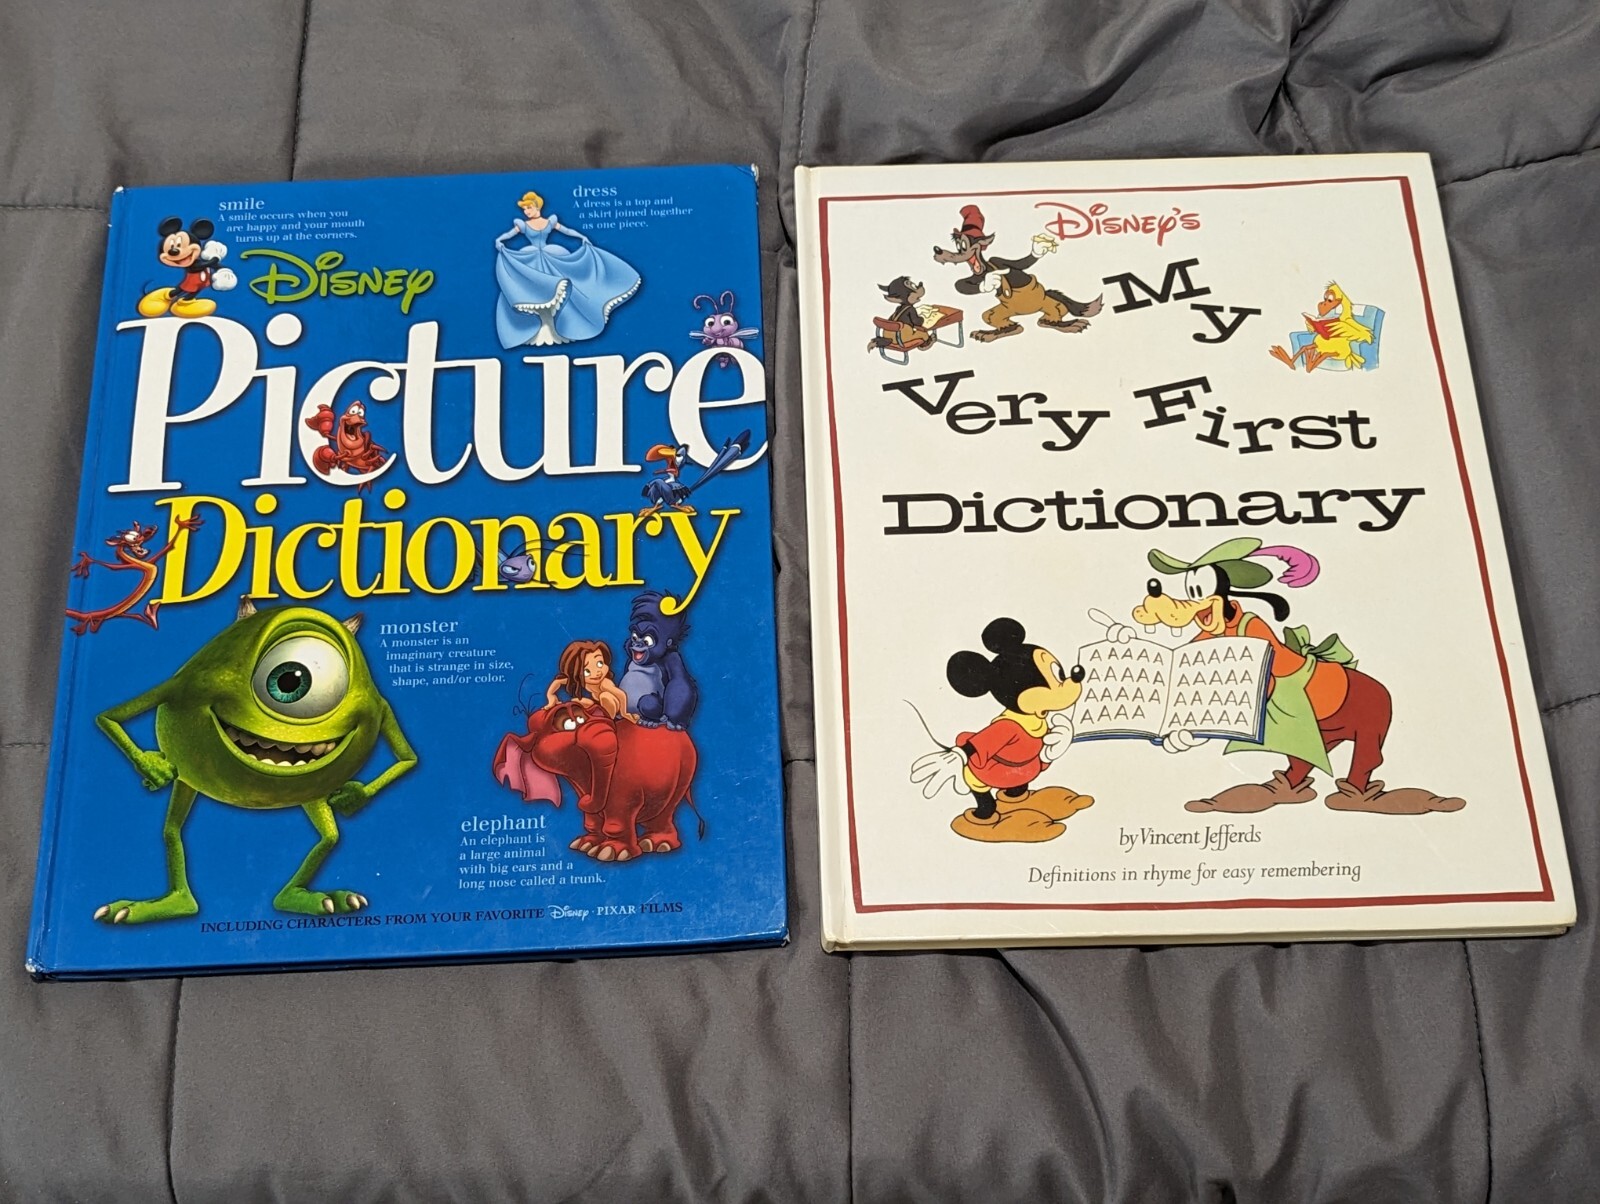 smile
A smile occurs when you
are happy and your mouth
turns up at the corners.
dress
A dress is a top and
a skirt joined together
as one piece.
Disney
Picture
Dictionary
monster
A monster is an
imaginary creature
that is strange in size,
shape, and/or color.
elephant
An elephant is
a large animal
with big ears and a
long nose called a trunk.
INCLUDING CHARACTERS FROM YOUR FAVORITE Disney · PIXAR FILMS
Disney's
My
Very First
Dictionary
AAAAA AAAAA
AAAAA AAAAA
AAAAA AAAAA
AAAA AAAAA
by Vincent Jefferds
Definitions in rhyme for easy remembering